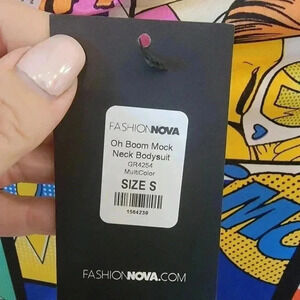 FASHIONNOVA
Oh Boom Mock
Neck Bodysuit
GR4254
MultiColor
SIZE S
1564239
FASHIONNOVA.COM